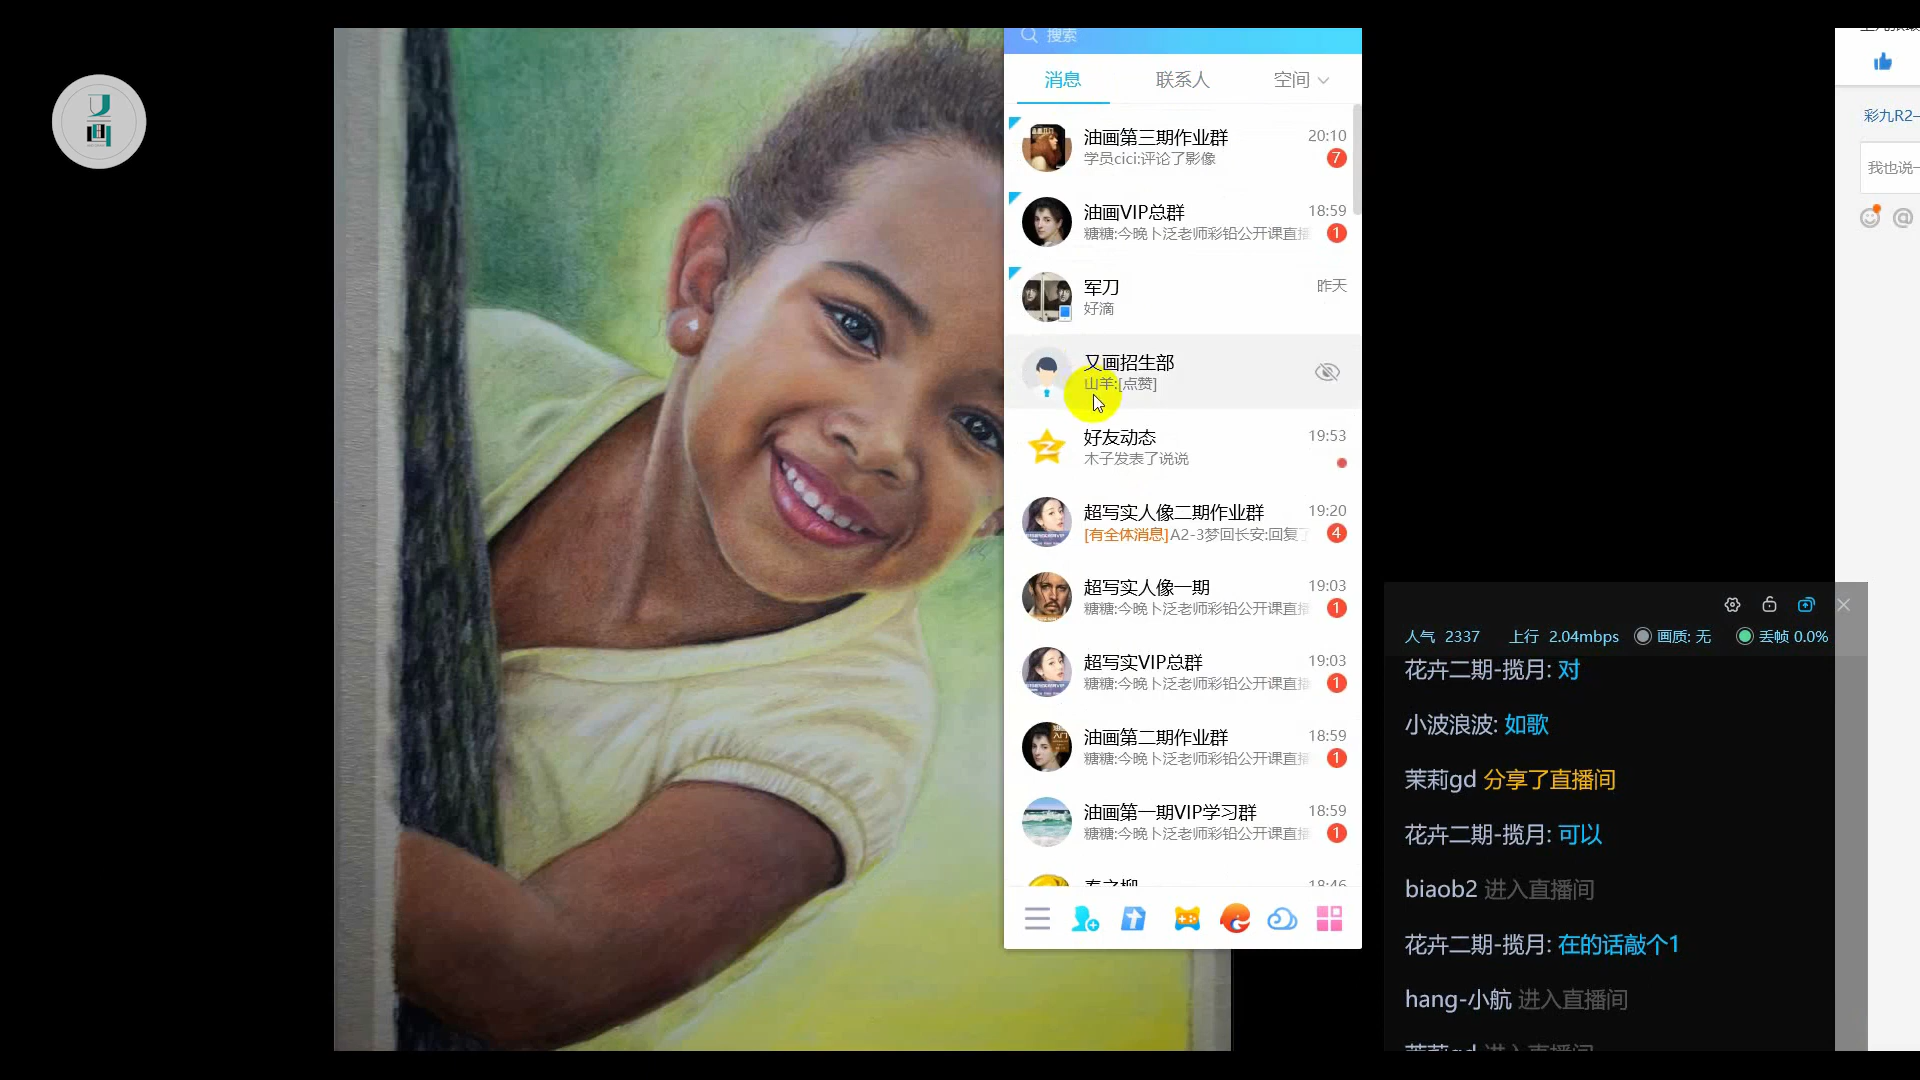 搜索
消息 联系人 空间
油画第三期作业群 20:10
学员cici:评论了影像 7
油画VIP总群 18:59
糖糖:今晚卜泛老师彩铅公开课直播 1
军刀 昨天
好滴
又画招生部
山羊:[点赞]
好友动态 19:53
木子发表了说说
超写实人像二期作业群 19:20
[有全体消息]A2-3梦回长安:回复了 4
超写实人像一期 19:03
糖糖:今晚卜泛老师彩铅公开课直播 1
超写实VIP总群 19:03
糖糖:今晚卜泛老师彩铅公开课直播 1
油画第二期作业群 18:59
糖糖:今晚卜泛老师彩铅公开课直播 1
油画第一期VIP学习群 18:59
糖糖:今晚卜泛老师彩铅公开课直播 1
18:46
彩九R2-
我也说一
人气 2337 上行 2.04mbps 画质: 无 丢帧 0.0%
花卉二期-揽月: 对
小波浪波: 如歌
茉莉gd 分享了直播间
花卉二期-揽月: 可以
biaob2 进入直播间
花卉二期-揽月: 在的话敲个1
hang-小航 进入直播间
茉莉gd 进入直播间